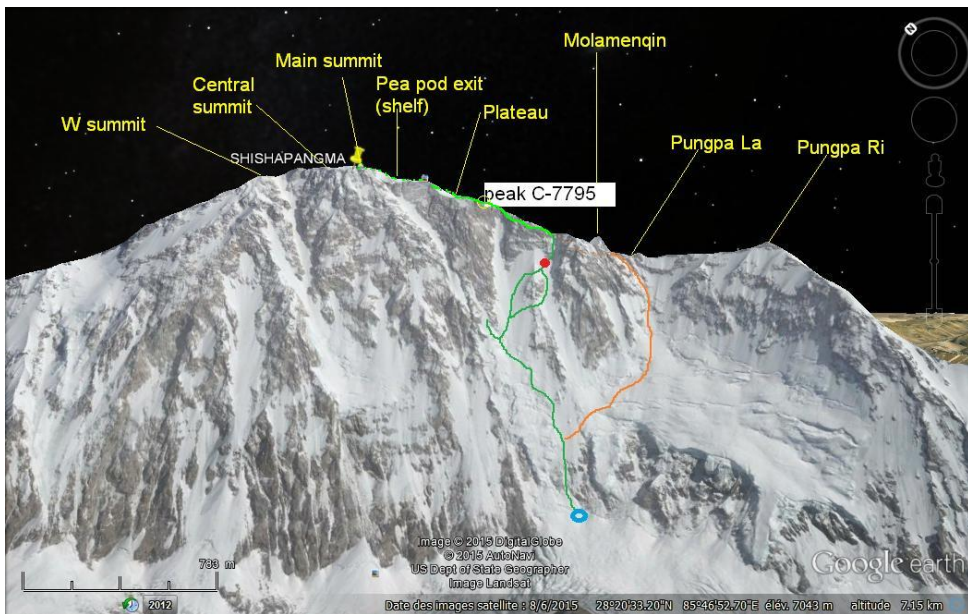 Molamenqin
Main summit
Central
summit
Pea pod exit
(shelf)
Plateau
W summit
Pungpa La
Pungpa Ri
SHISHAPANGMA
peak C-7795
N
Image © 2015 DigitalGlobe
© 2015 AutoNavi
US Dept of State Geographer
Image Landsat
Google earth
783 m
2012
Date des images satellite : 8/6/2015 28°20'33.20"N 85°46'52.70"E élév. 7043 m altitude 7.15 km